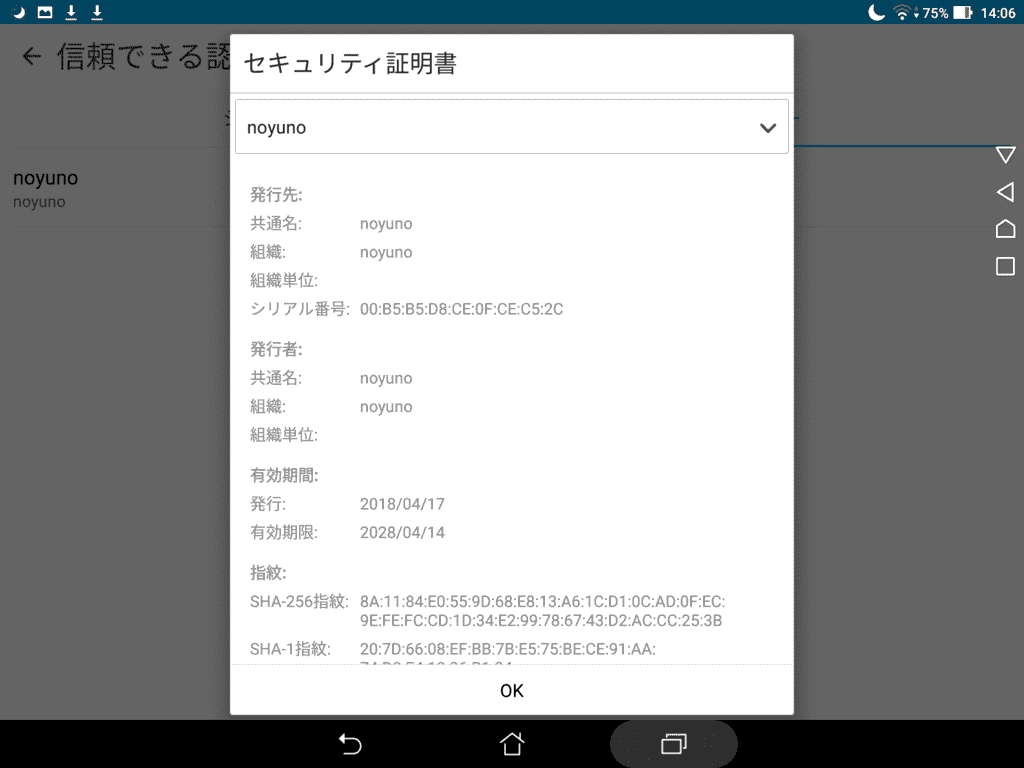 75% 14:06
信頼できる認
セキュリティ証明書
noyuno
noyuno
noyuno
発行先:
共通名: noyuno
組織: noyuno
組織単位:
シリアル番号: 00:B5:B5:D8:CE:0F:CE:C5:2C
発行者:
共通名: noyuno
組織: noyuno
組織単位:
有効期間:
発行: 2018/04/17
有効期限: 2028/04/14
指紋:
SHA-256指紋: 8A:11:84:E0:55:9D:68:E8:13:A6:1C:D1:0C:AD:0F:EC:
9E:FE:FC:CD:1D:34:E2:99:78:67:43:D2:AC:CC:25:3B
SHA-1指紋: 20:7D:66:08:EF:BB:7B:E5:75:BE:CE:91:AA:
OK